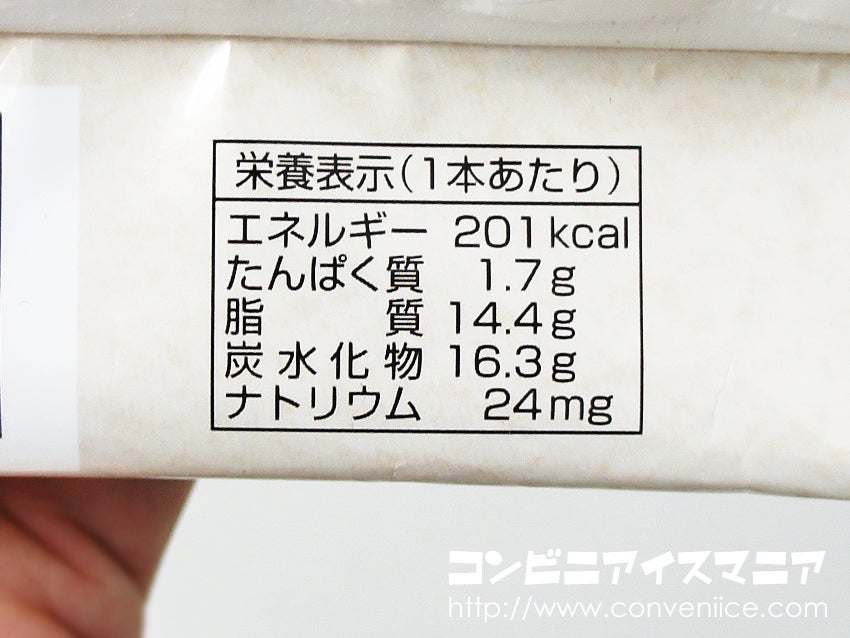 栄養表示(1本あたり)
エネルギー 201kcal
たんぱく質 1.7g
脂質 14.4g
炭水化物 16.3g
ナトリウム 24mg
コンビニアイスマニア
http://www.conveniice.com/